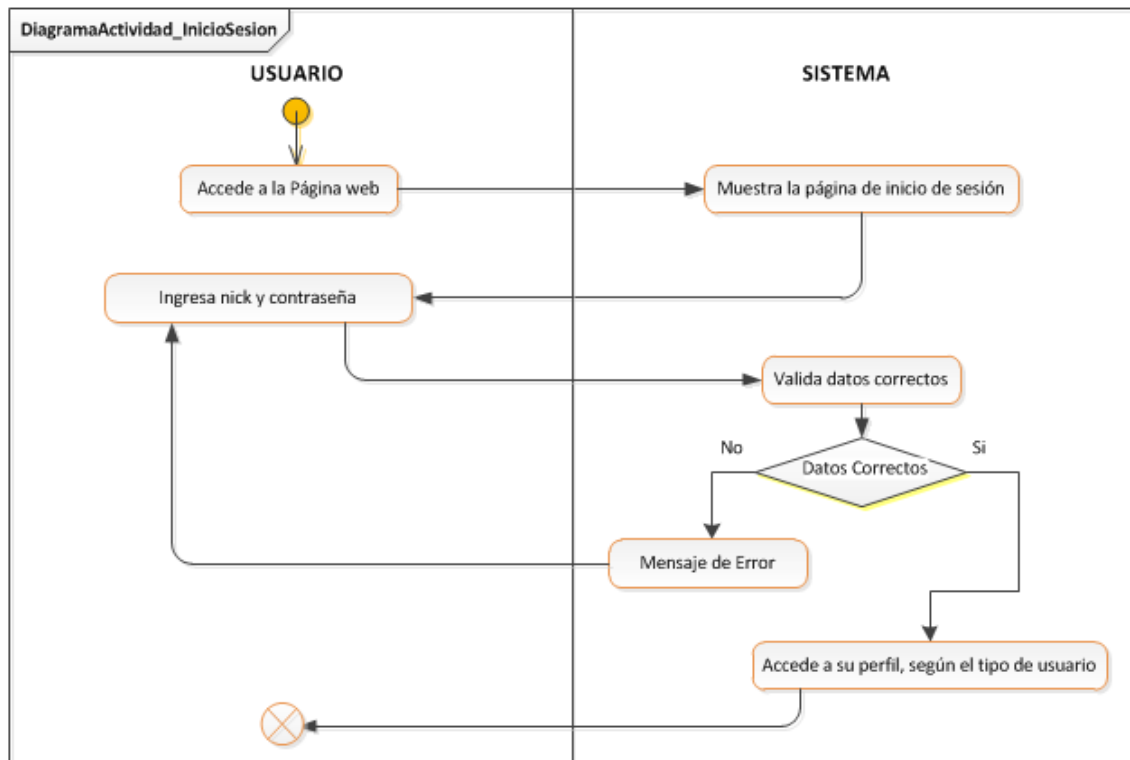 DiagramaActividad_InicioSesion
USUARIO
SISTEMA
Accede a la Página web
Muestra la página de inicio de sesión
Ingresa nick y contraseña
Valida datos correctos
No
Si
Datos Correctos
Mensaje de Error
Accede a su perfil, según el tipo de usuario